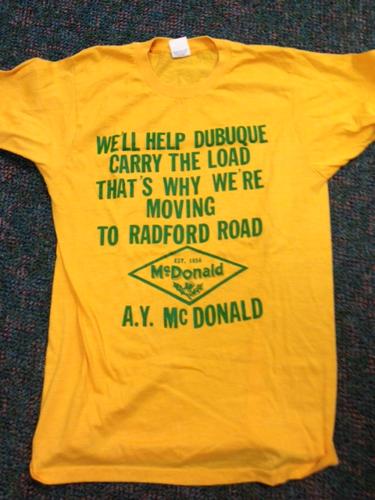 WE'LL HELP DUBUQUE
CARRY THE LOAD
THAT'S WHY WE'RE
MOVING
TO RADFORD ROAD
EST. 1856
McDonald
A.Y. McDONALD